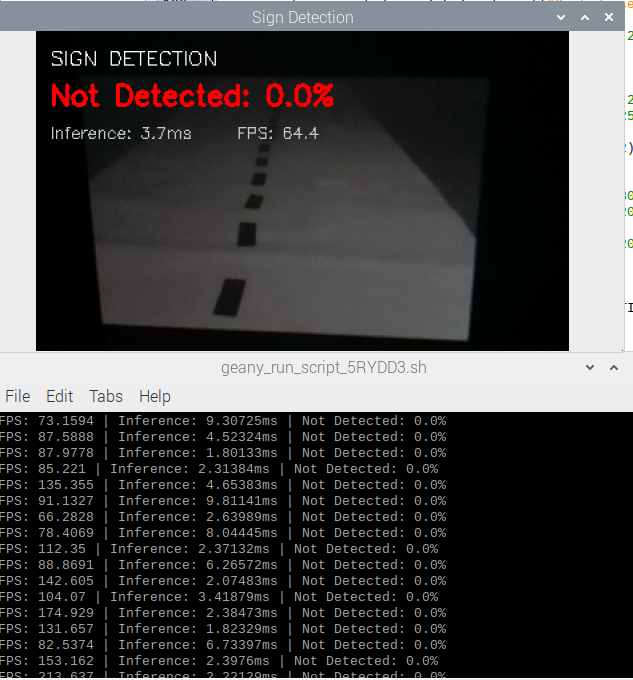 Sign Detection
SIGN DETECTION
Not Detected: 0.0%
Inference: 3.7ms FPS: 64.4
geany_run_script_5RYDD3.sh
File Edit Tabs Help
FPS: 73.1594 | Inference: 9.30725ms | Not Detected: 0.0%
FPS: 87.5888 | Inference: 4.52324ms | Not Detected: 0.0%
FPS: 87.9778 | Inference: 1.80133ms | Not Detected: 0.0%
FPS: 85.221 | Inference: 2.31384ms | Not Detected: 0.0%
FPS: 135.355 | Inference: 4.65383ms | Not Detected: 0.0%
FPS: 91.1327 | Inference: 9.81141ms | Not Detected: 0.0%
FPS: 66.2828 | Inference: 2.63989ms | Not Detected: 0.0%
FPS: 78.4069 | Inference: 8.04445ms | Not Detected: 0.0%
FPS: 112.35 | Inference: 2.37132ms | Not Detected: 0.0%
FPS: 88.8691 | Inference: 6.26572ms | Not Detected: 0.0%
FPS: 142.605 | Inference: 2.07483ms | Not Detected: 0.0%
FPS: 104.07 | Inference: 3.41879ms | Not Detected: 0.0%
FPS: 174.929 | Inference: 2.38473ms | Not Detected: 0.0%
FPS: 131.657 | Inference: 1.82329ms | Not Detected: 0.0%
FPS: 82.5374 | Inference: 6.73397ms | Not Detected: 0.0%
FPS: 153.162 | Inference: 2.3976ms | Not Detected: 0.0%
FPS: 213.637 | Inference: 2.22129ms | Not Detected: 0.0%